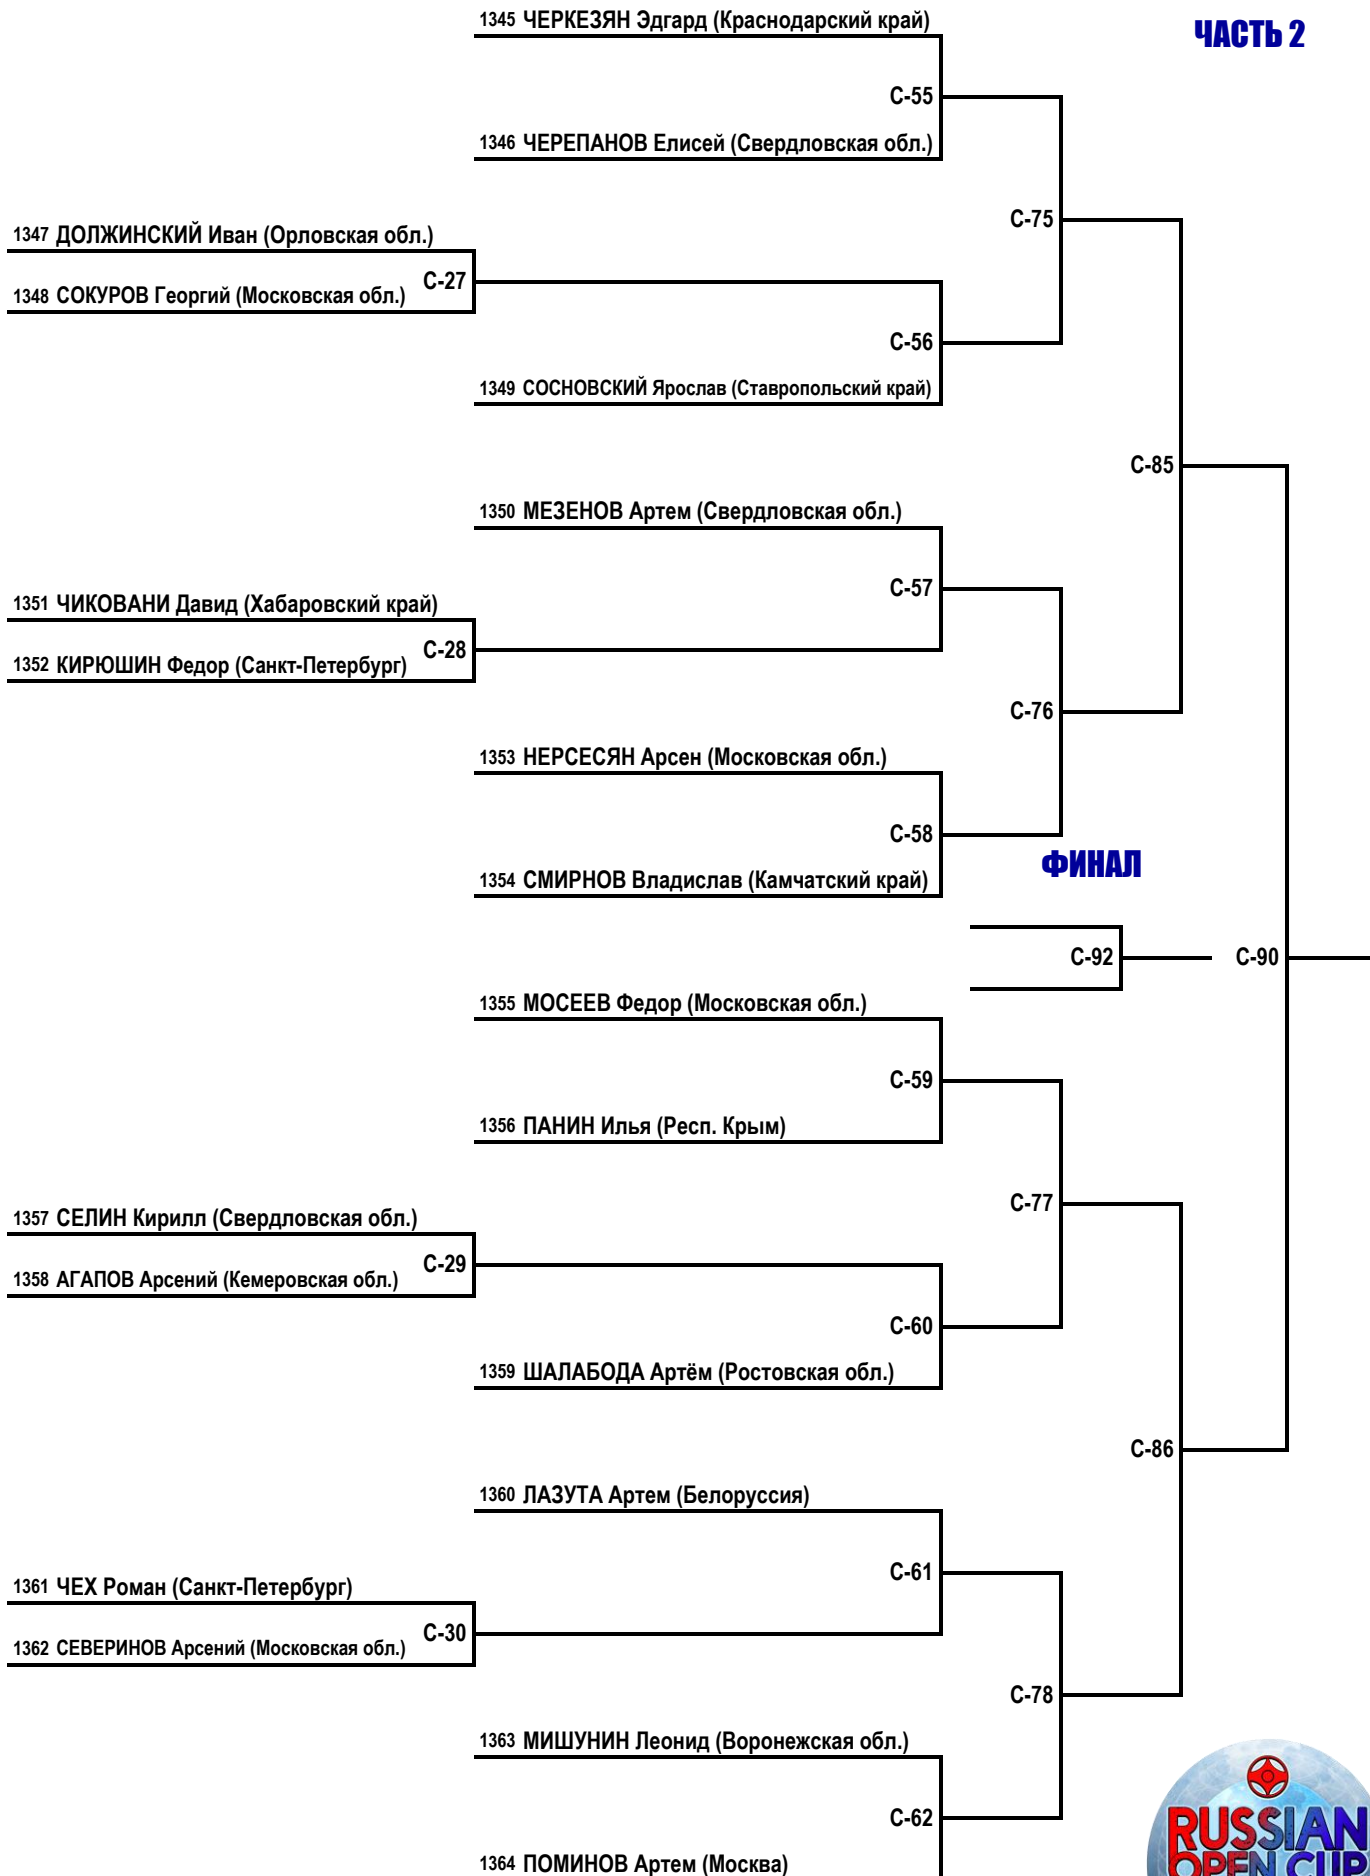 1345 ЧЕРКЕЗЯН Эдгард (Краснодарский край)
ЧАСТЬ 2
С-55
1346 ЧЕРЕПАНОВ Елисей (Свердловская обл.)
С-75
1347 ДОЛЖИНСКИЙ Иван (Орловская обл.)
С-27
1348 СОКУРОВ Георгий (Московская обл.)
С-56
1349 СОСНОВСКИЙ Ярослав (Ставропольский край)
С-85
1350 МЕЗЕНОВ Артем (Свердловская обл.)
С-57
1351 ЧИКОВАНИ Давид (Хабаровский край)
С-28
1352 КИРЮШИН Федор (Санкт-Петербург)
С-76
1353 НЕРСЕСЯН Арсен (Московская обл.)
С-58
ФИНАЛ
1354 СМИРНОВ Владислав (Камчатский край)
С-92
С-90
1355 МОСЕЕВ Федор (Московская обл.)
С-59
1356 ПАНИН Илья (Респ. Крым)
С-77
1357 СЕЛИН Кирилл (Свердловская обл.)
С-29
1358 АГАПОВ Арсений (Кемеровская обл.)
С-60
1359 ШАЛАБОДА Артём (Ростовская обл.)
С-86
1360 ЛАЗУТА Артем (Белоруссия)
С-61
1361 ЧЕХ Роман (Санкт-Петербург)
С-30
1362 СЕВЕРИНОВ Арсений (Московская обл.)
С-78
1363 МИШУНИН Леонид (Воронежская обл.)
С-62
1364 ПОМИНОВ Артем (Москва)
RUSSIAN
OPEN CUP